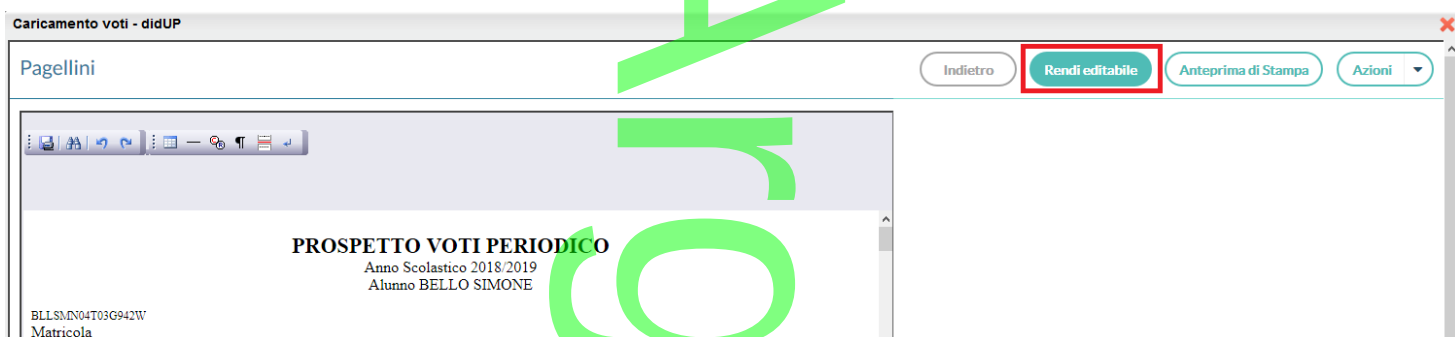 Caricamento voti - didUP
Pagellini
Indietro
Rendi editabile
Anteprima di Stampa
Azioni
PROSPETTO VOTI PERIODICO
Anno Scolastico 2018/2019
Alunno BELLO SIMONE
BLLSMN04T03G942W
Matricola